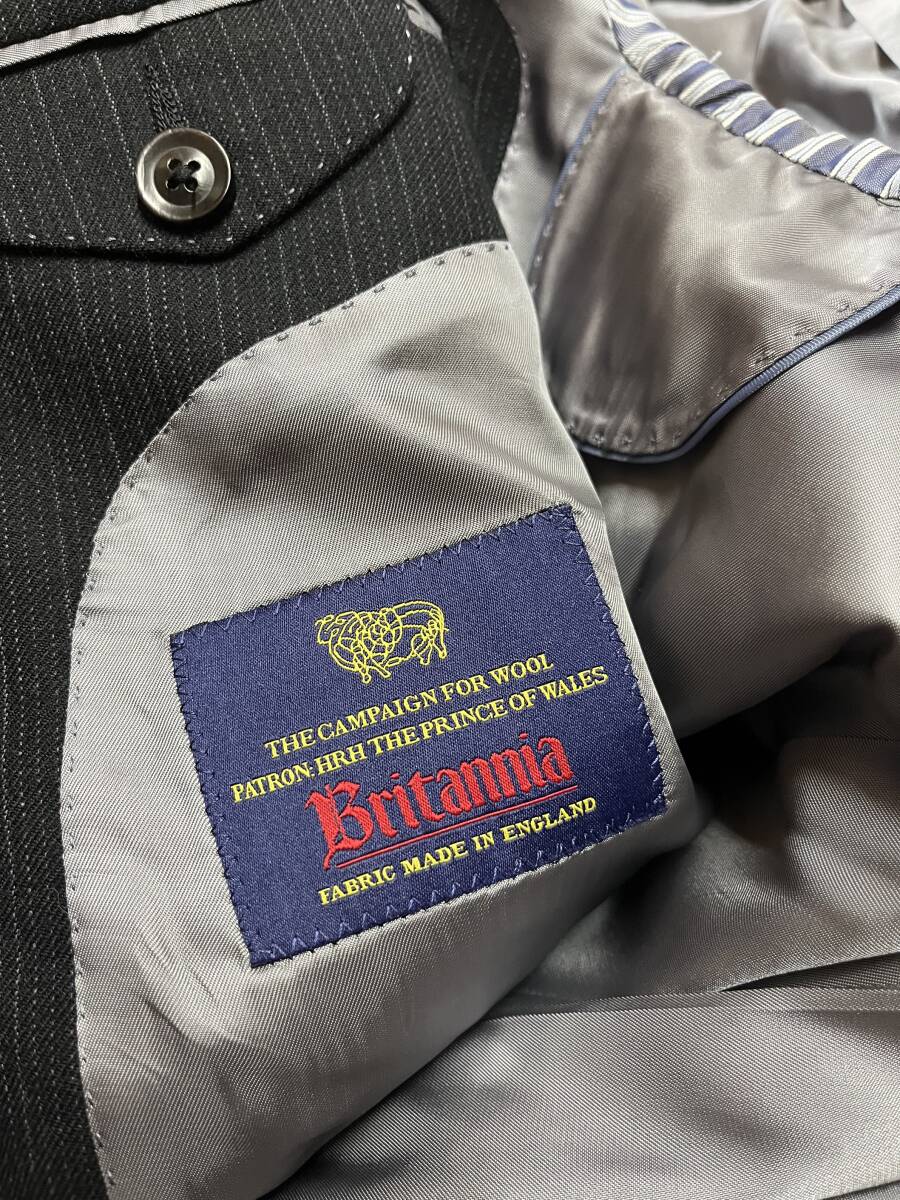 THE CAMPAIGN FOR WOOL
PATRON: HRH THE PRINCE OF WALES
Britannia
FABRIC MADE IN ENGLAND